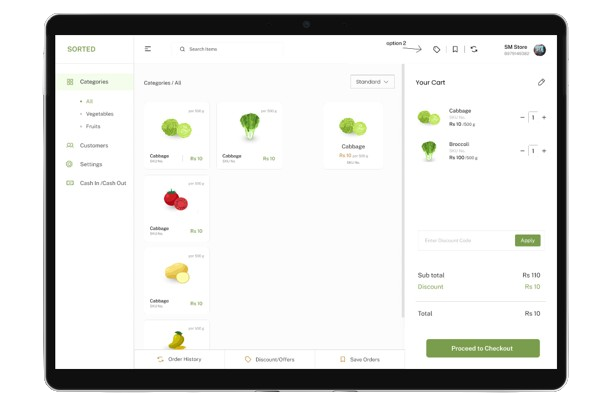 SORTED
Search Items
option 2
SM Store
Categories
All
Vegetables
Fruits
Customers
Settings
Cash In /Cash Out
Categories / All
Standard
per 500 g
Cabbage
SKU No.
Rs 10
per 500 g
Cabbage
SKU No.
Rs 10
Cabbage
Rs 10 per 500 g
SKU No.
per 500 g
Cabbage
SKU No.
Rs 10
per 500 g
Cabbage
SKU No.
Rs 10
per 500 g
Order History
Discount/Offers
Save Orders
Your Cart
Cabbage
SKU No.
Rs 10 /500 g
1
Broccoli
SKU No.
Rs 100 /500 g
1
Enter Discount Code
Apply
Sub total
Rs 110
Discount
Rs 10
Total
Rs 10
Proceed to Checkout